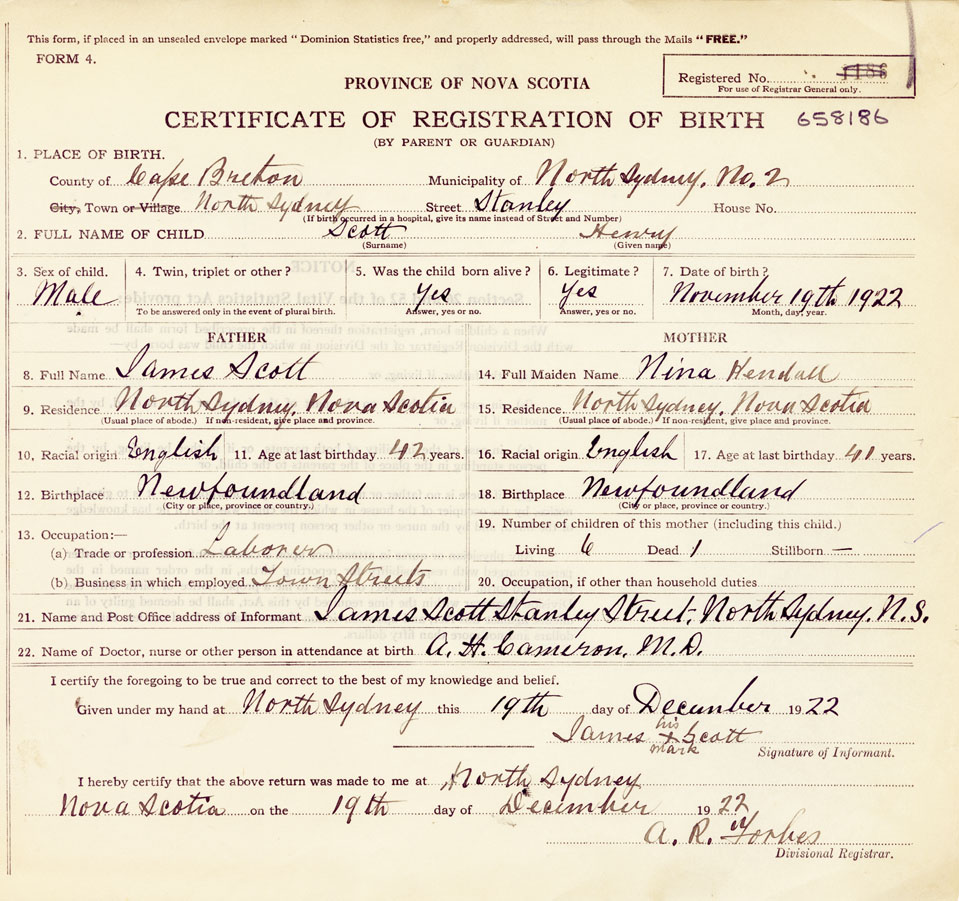 This form, if placed in an unsealed envelope marked “ Dominion Statistics free,” and properly addressed, will pass through the Mails “ FREE.”
FORM 4.
Registered No. 1186
For use of Registrar General only.
PROVINCE OF NOVA SCOTIA
CERTIFICATE OF REGISTRATION OF BIRTH 658186
(BY PARENT OR GUARDIAN)
1. PLACE OF BIRTH.
County of Cape Breton Municipality of North Sydney. No. 2
City, Town or Village North Sydney Street Stanley House No.
(If birth occurred in a hospital, give its name instead of Street and Number)
2. FULL NAME OF CHILD Scott Henry
(Surname) (Given name)
3. Sex of child. 4. Twin, triplet or other? 5. Was the child born alive? 6. Legitimate? 7. Date of birth?
Male Yes Yes November 19th 1922
To be answered only in the event of plural birth. Answer, yes or no. Answer, yes or no. Month, day, year.
FATHER MOTHER
8. Full Name James Scott 14. Full Maiden Name Nina Hendall
9. Residence North Sydney. Nova Scotia 15. Residence North Sydney. Nova Scotia
(Usual place of abode.) If non-resident, give place and province. (Usual place of abode.) If non-resident, give place and province.
10, Racial origin English 11. Age at last birthday 42 years. 16. Racial origin English 17. Age at last birthday 41 years.
12. Birthplace Newfoundland 18. Birthplace Newfoundland
(City or place, province or country.) (City or place, province or country.)
13. Occupation:— 19. Number of children of this mother (including this child.)
(a) Trade or profession Laborer Living 6 Dead 1 Stillborn —
(b) Business in which employed Town Streets 20. Occupation, if other than household duties
21. Name and Post Office address of Informant James Scott Stanley Street, North Sydney. N.S.
22. Name of Doctor, nurse or other person in attendance at birth A. H. Cameron. M.D.
I certify the foregoing to be true and correct to the best of my knowledge and belief.
Given under my hand at North Sydney this 19th day of December 1922
James his X mark Scott
Signature of Informant.
I hereby certify that the above return was made to me at North Sydney
Nova Scotia on the 19th day of December 1922
A. R. Forbes
Divisional Registrar.